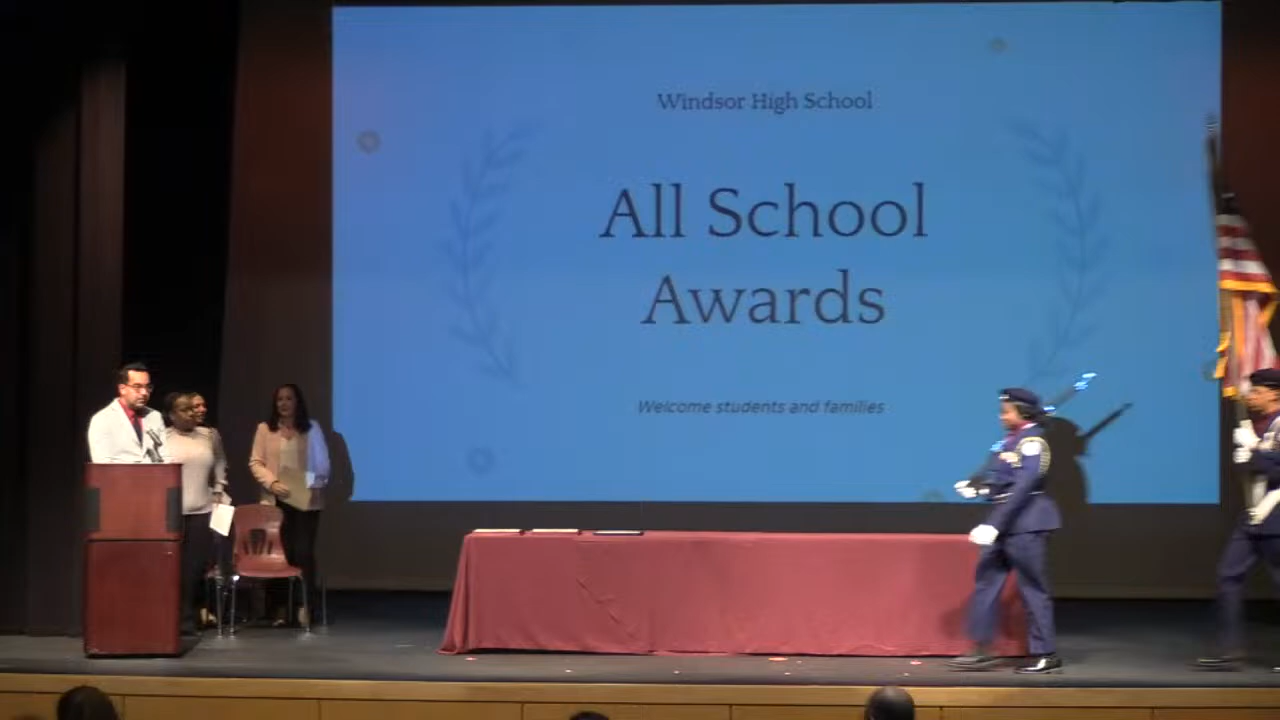 Windsor High School
All School
Awards
Welcome students and families